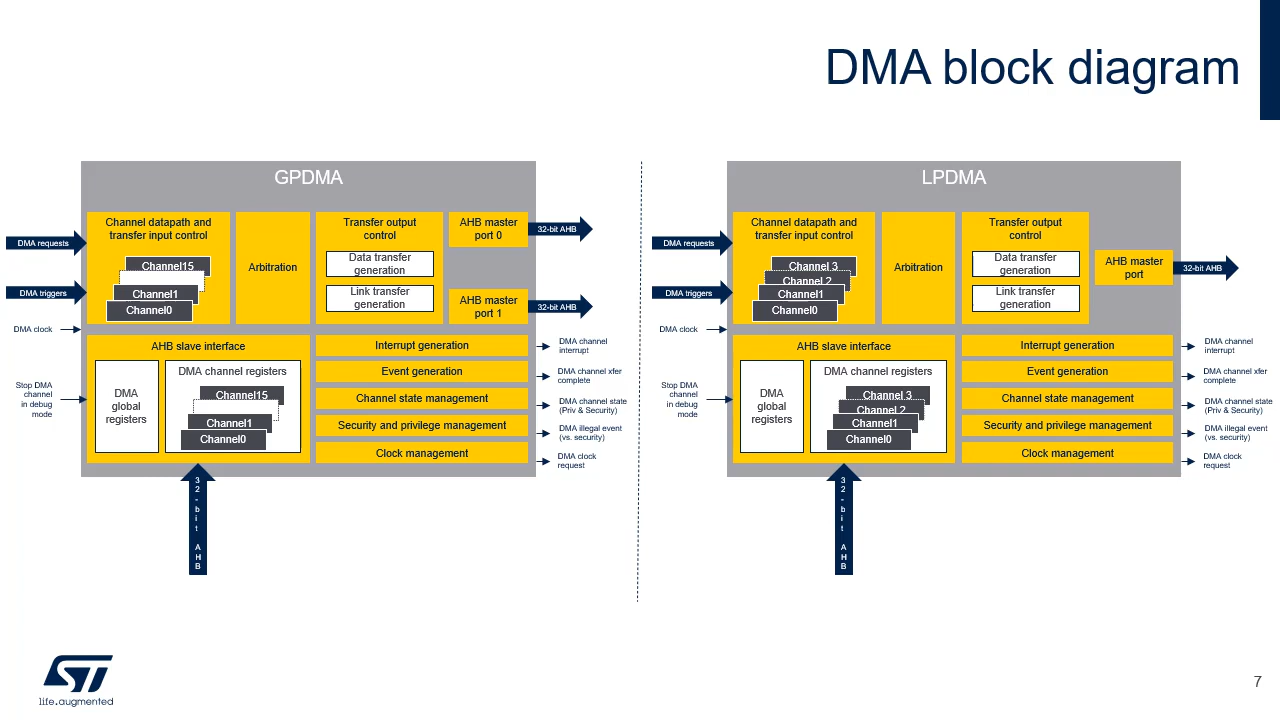 DMA block diagram
GPDMA
Channel datapath and
transfer input control
Channel15
Channel1
Channel0
Arbitration
Transfer output
control
Data transfer
generation
Link transfer
generation
AHB master
port 0
AHB master
port 1
32-bit AHB
32-bit AHB
DMA requests
DMA triggers
DMA clock
Stop DMA
channel
in debug
mode
AHB slave interface
DMA
global
registers
DMA channel registers
Channel15
Channel1
Channel0
Interrupt generation
Event generation
Channel state management
Security and privilege management
Clock management
DMA channel
interrupt
DMA channel xfer
complete
DMA channel state
(Priv & Security)
DMA illegal event
(vs. security)
DMA clock
request
32-bit AHB
LPDMA
Channel datapath and
transfer input control
Channel 3
Channel 2
Channel1
Channel0
Arbitration
Transfer output
control
Data transfer
generation
Link transfer
generation
AHB master
port
32-bit AHB
DMA requests
DMA triggers
DMA clock
Stop DMA
channel
in debug
mode
AHB slave interface
DMA
global
registers
DMA channel registers
Channel 3
Channel 2
Channel1
Channel0
Interrupt generation
Event generation
Channel state management
Security and privilege management
Clock management
DMA channel
interrupt
DMA channel xfer
complete
DMA channel state
(Priv & Security)
DMA illegal event
(vs. security)
DMA clock
request
32-bit AHB
ST
life.augmented
7